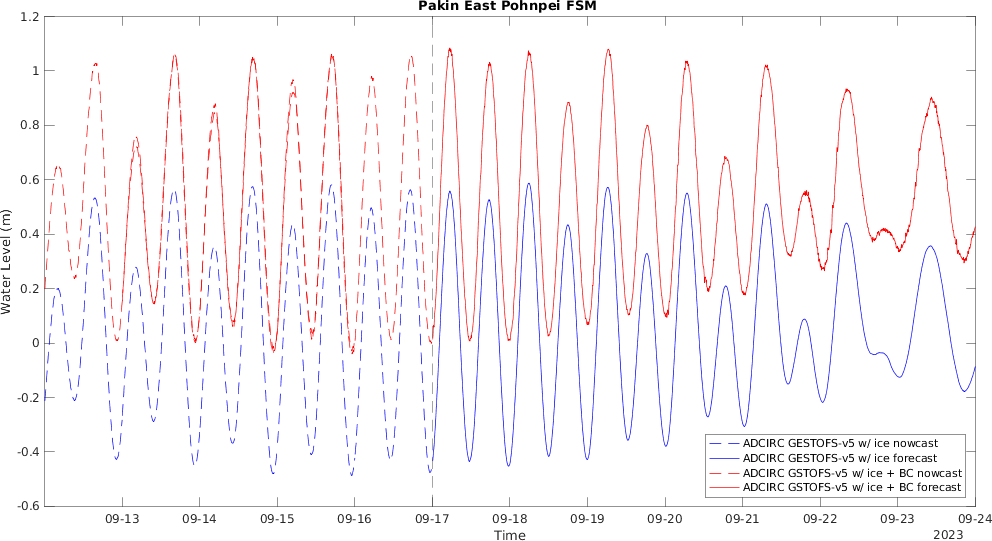 Pakin East Pohnpei FSM
1.2
1
0.8
0.6
0.4
0.2
0
-0.2
-0.4
-0.6
Water Level (m)
09-13 09-14 09-15 09-16 09-17 09-18 09-19 09-20 09-21 09-22 09-23 09-24
Time
2023
ADCIRC GESTOFS-v5 w/ ice nowcast
ADCIRC GESTOFS-v5 w/ ice forecast
ADCIRC GSTOFS-v5 w/ ice + BC nowcast
ADCIRC GSTOFS-v5 w/ ice + BC forecast